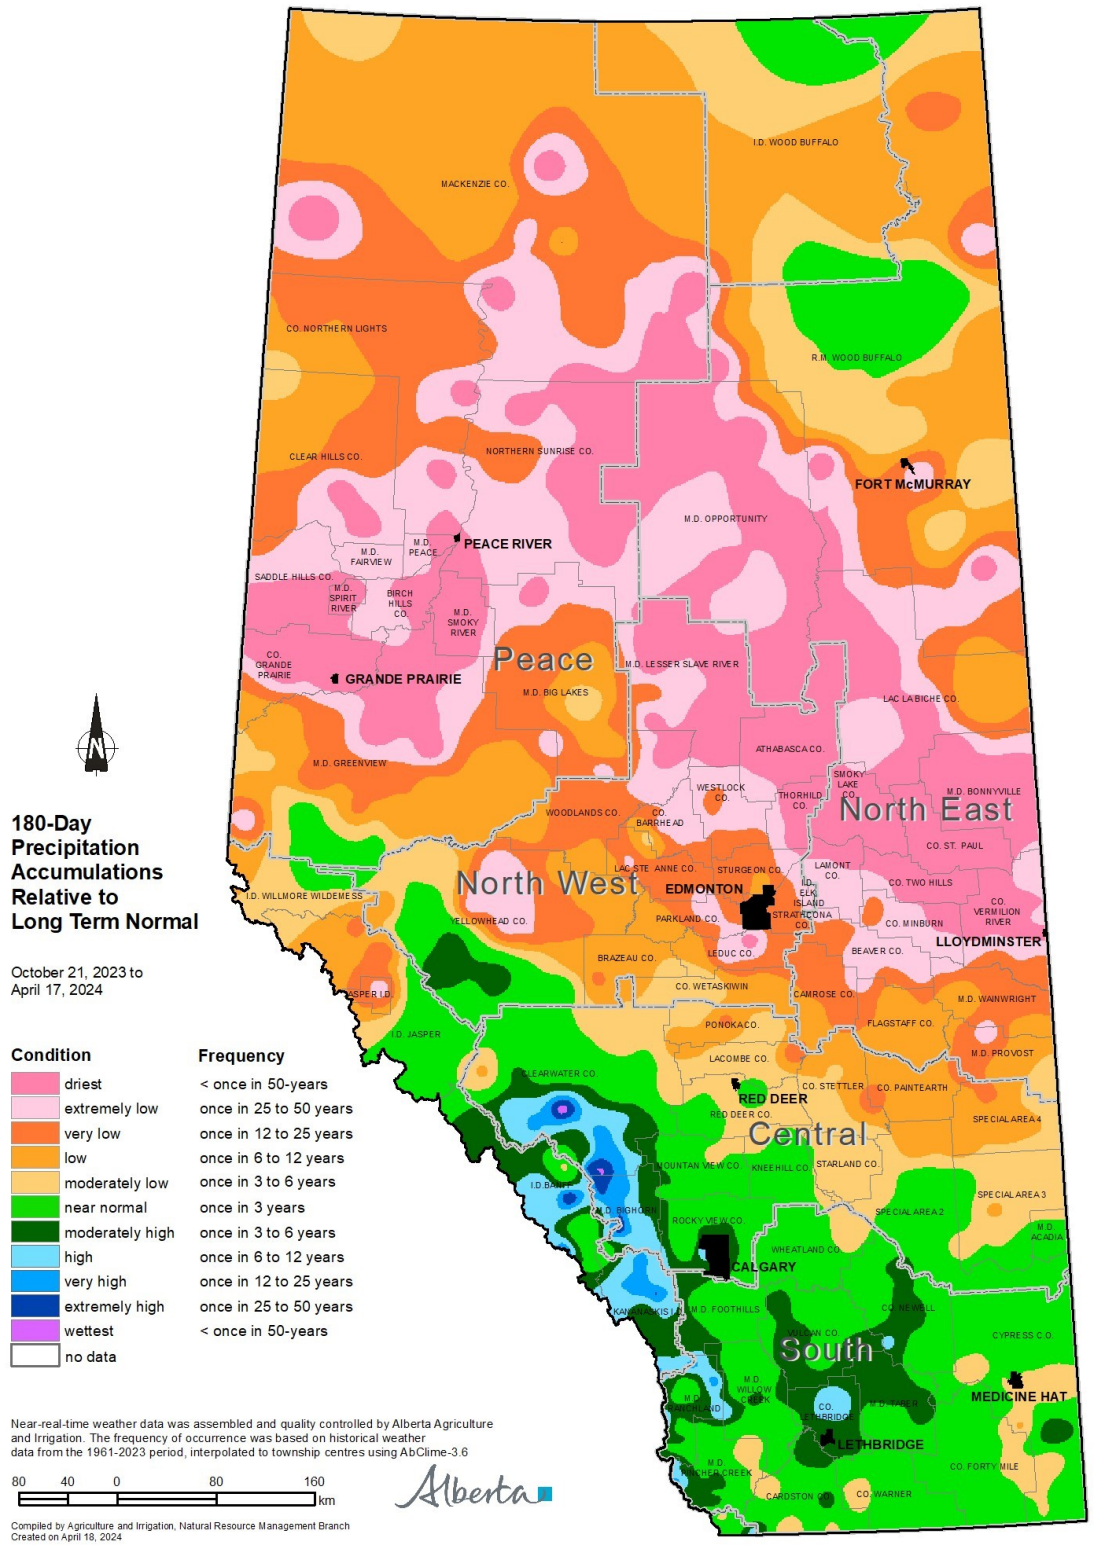 I.D. WOOD BUFFALO
MACKENZIE CO.
CO. NORTHERN LIGHTS
R.M. WOOD BUFFALO
CLEAR HILLS CO.
NORTHERN SUNRISE CO.
FORT McMURRAY
M.D. OPPORTUNITY
PEACE RIVER
M.D.
PEACE
M.D.
FAIRVIEW
SADDLE HILLS CO.
M.D.
SPIRIT
RIVER
BIRCH
HILLS
CO.
M.D.
SMOKY
RIVER
CO.
GRANDE
PRAIRIE
GRANDE PRAIRIE
Peace
M.D. LESSER SLAVE RIVER
M.D. BIG LAKES
LAC LA BICHE CO.
ATHABASCA CO.
M.D. GREENVIEW
SMOKY
LAKE
CO.
WESTLOCK
CO.
THORHILD
CO.
M.D. BONNYVILLE
North East
WOODLANDS CO.
CO.
BARRHEAD
CO. ST. PAUL
LAC STE ANNE CO.
STURGEON CO.
LAMONT
CO.
CO. TWO HILLS
North West
EDMONTON
I.D.
ELK
ISLAND
I.D. WILLMORE WILDERNESS
CO.
VERMILION
RIVER
YELLOWHEAD CO.
PARKLAND CO.
STRATHCONA
CO.
CO. MINBURN
LLOYDMINSTER
LEDUC CO.
BEAVER CO.
BRAZEAU CO.
CO. WETASKIWIN
CAMROSE CO.
M.D. WAINWRIGHT
JASPER I.D.
PONOKA CO.
FLAGSTAFF CO.
I.D. JASPER
LACOMBE CO.
M.D. PROVOST
CLEARWATER CO.
CO. STETTLER
CO. PAINTEARTH
RED DEER
RED DEER CO.
SPECIAL AREA 4
Central
MOUNTAIN VIEW CO.
KNEEHILL CO.
STARLAND CO.
I.D. BANFF
SPECIAL AREA 3
M.D. BIGHORN
SPECIAL AREA 2
ROCKY VIEW CO.
M.D.
ACADIA
WHEATLAND CO.
CALGARY
KANANASKIS I.D.
M.D. FOOTHILLS
CO. NEWELL
VULCAN CO.
CYPRESS CO.
South
M.D.
WILLOW
CREEK
MEDICINE HAT
M.D.
RANCHLAND
CO.
LETHBRIDGE
M.D. TABER
LETHBRIDGE
M.D.
PINCHER CREEK
CO. FORTY MILE
CARDSTON CO.
CO. WARNER
N
180-Day
Precipitation
Accumulations
Relative to
Long Term Normal
October 21, 2023 to
April 17, 2024
Condition Frequency
driest < once in 50-years
extremely low once in 25 to 50 years
very low once in 12 to 25 years
low once in 6 to 12 years
moderately low once in 3 to 6 years
near normal once in 3 years
moderately high once in 3 to 6 years
high once in 6 to 12 years
very high once in 12 to 25 years
extremely high once in 25 to 50 years
wettest < once in 50-years
no data
Near-real-time weather data was assembled and quality controlled by Alberta Agriculture
and Irrigation. The frequency of occurrence was based on historical weather
data from the 1961-2023 period, interpolated to township centres using AbClime-3.6
80 40 0 80 160
km
Alberta
Compiled by Agriculture and Irrigation, Natural Resource Management Branch
Created on April 18, 2024